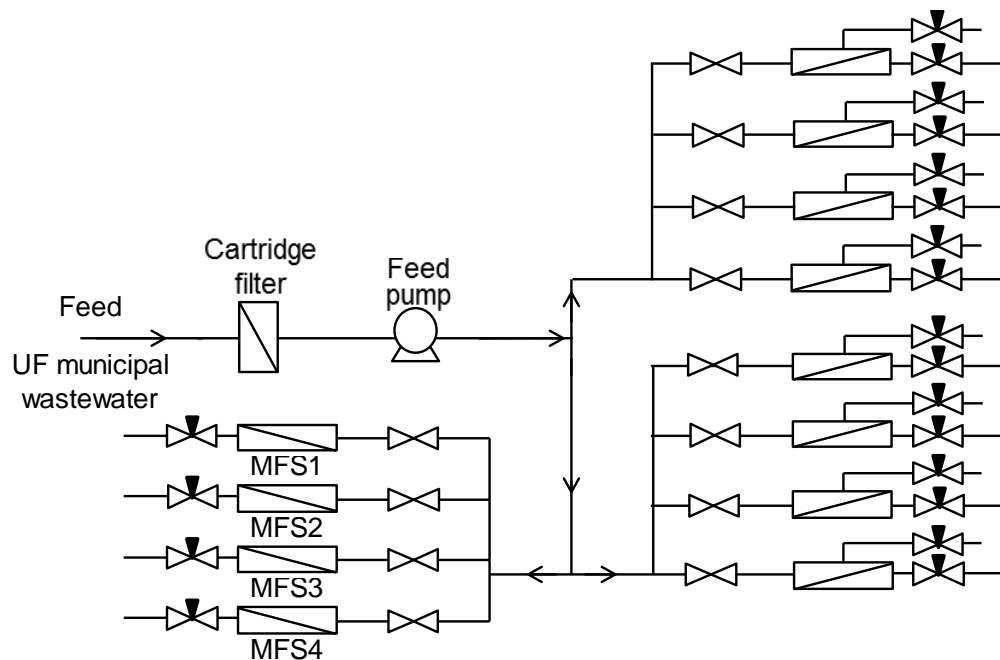 Cartridge
filter
Feed
pump
Feed
UF municipal
wastewater
MFS1
MFS2
MFS3
MFS4